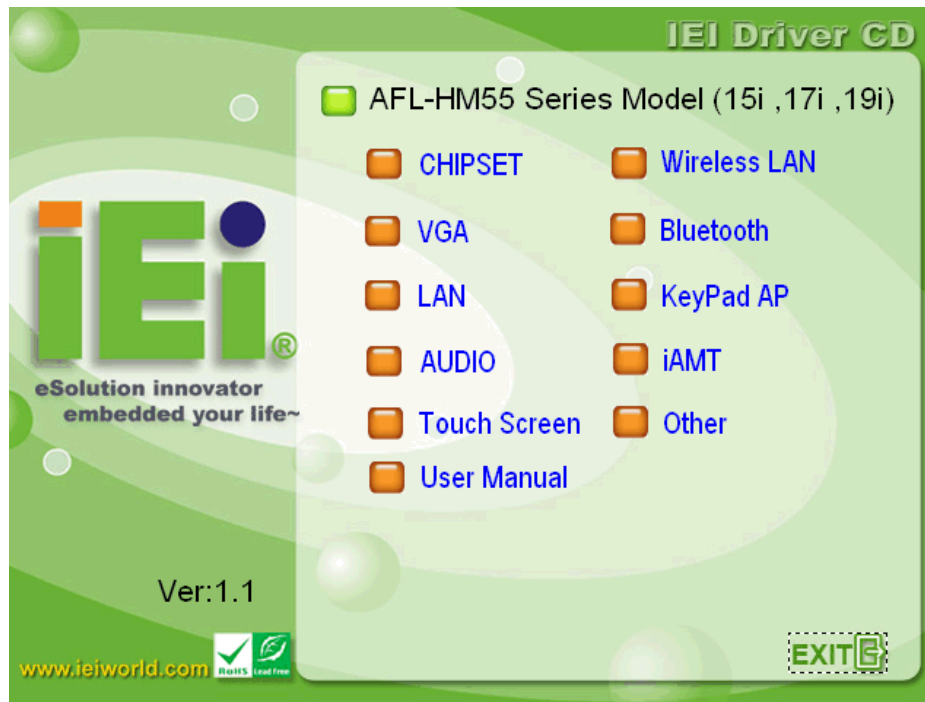 IEI Driver CD
AFL-HM55 Series Model (15i ,17i ,19i)
CHIPSET
Wireless LAN
VGA
Bluetooth
LAN
KeyPad AP
AUDIO
iAMT
Touch Screen
Other
User Manual
iEi®
eSolution innovator
embedded your life~
Ver:1.1
www.ieiworld.com
RoHS
Lead Free
EXIT